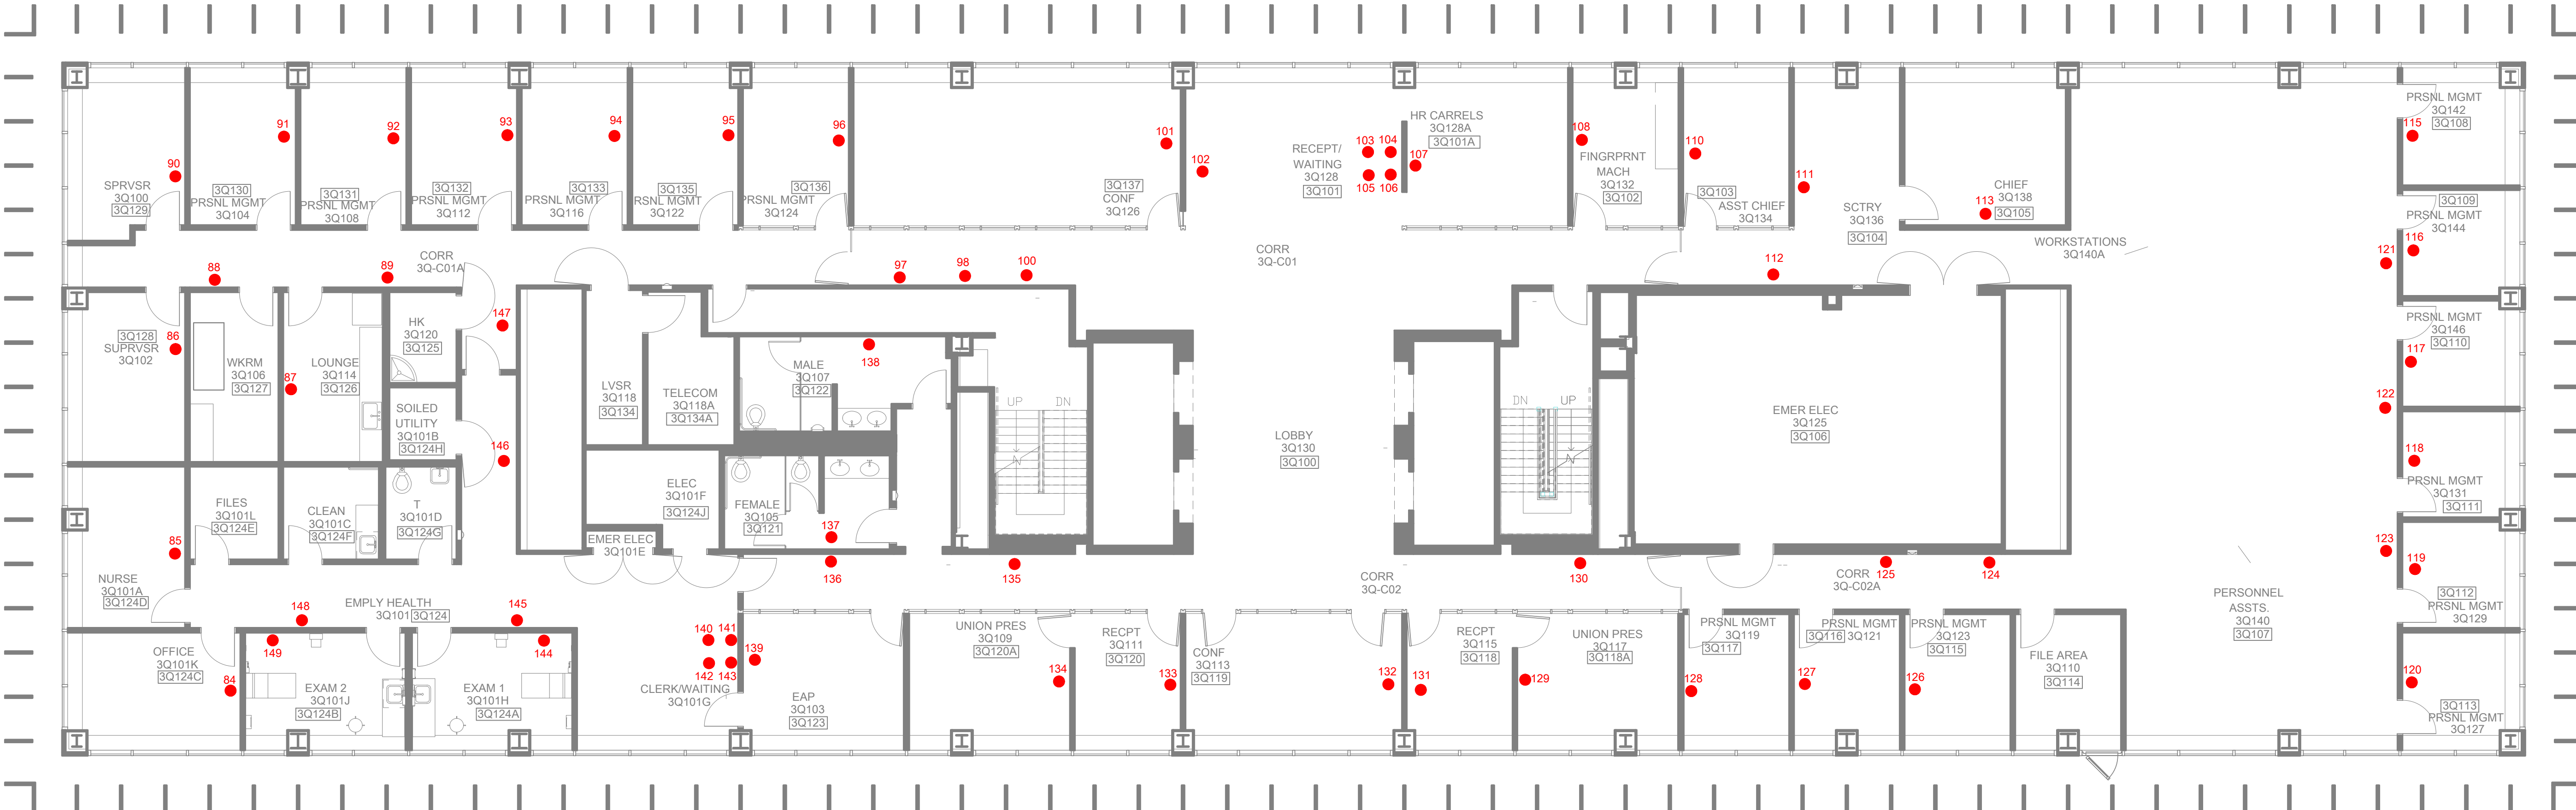 90
SPRVSR
3Q100
3Q129
91
3Q130
PRSNL MGMT
3Q104
92
3Q131
PRSNL MGMT
3Q108
93
3Q132
PRSNL MGMT
3Q112
94
3Q133
PRSNL MGMT
3Q116
95
3Q135
RSNL MGMT
3Q122
96
3Q136
PRSNL MGMT
3Q124
101
3Q137
CONF
3Q126
102
RECEPT/
WAITING
3Q128
3Q101
103 104
105 106
107
HR CARRELS
3Q128A
3Q101A
108
FINGRPRNT
MACH
3Q132
3Q102
110
3Q103
ASST CHIEF
3Q134
111
SCTRY
3Q136
3Q104
CHIEF
3Q138
113
3Q105
PRSNL MGMT
3Q142
3Q108
115
3Q109
PRSNL MGMT
3Q144
116
121
WORKSTATIONS
3Q140A
CORR
3Q-C01A
88
89
97
98
100
CORR
3Q-C01
112
147
3Q128
SUPRVSR
3Q102
86
WKRM
3Q106
3Q127
87
LOUNGE
3Q114
3Q126
HK
3Q120
3Q125
SOILED
UTILITY
3Q101B
3Q124H
146
LVSR
3Q118
3Q134
TELECOM
3Q118A
3Q134A
MALE
3Q107
3Q122
138
UP DN
LOBBY
3Q130
3Q100
DN UP
EMER ELEC
3Q125
3Q106
PRSNL MGMT
3Q146
3Q110
117
122
118
PRSNL MGMT
3Q131
3Q111
85
NURSE
3Q101A
3Q124D
FILES
3Q101L
3Q124E
CLEAN
3Q101C
3Q124F
T
3Q101D
3Q124G
ELEC
3Q101F
3Q124J
EMER ELEC
3Q101E
FEMALE
3Q105
3Q121
137
136
135
CORR
3Q-C02
130
CORR
3Q-C02A
125
124
123
119
3Q112
PRSNL MGMT
3Q129
PERSONNEL
ASSTS.
3Q140
3Q107
EMPLY HEALTH
3Q101 3Q124
148
145
149
144
OFFICE
3Q101K
3Q124C
84
EXAM 2
3Q101J
3Q124B
EXAM 1
3Q101H
3Q124A
140 141
142 143
CLERK/WAITING
3Q101G
139
EAP
3Q103
3Q123
UNION PRES
3Q109
3Q120A
134
RECPT
3Q111
3Q120
133
CONF
3Q113
3Q119
132
131
RECPT
3Q115
3Q118
129
UNION PRES
3Q117
3Q118A
PRSNL MGMT
3Q119
3Q117
128
PRSNL MGMT
3Q116 3Q121
127
PRSNL MGMT
3Q123
3Q115
126
FILE AREA
3Q110
3Q114
120
3Q113
PRSNL MGMT
3Q127